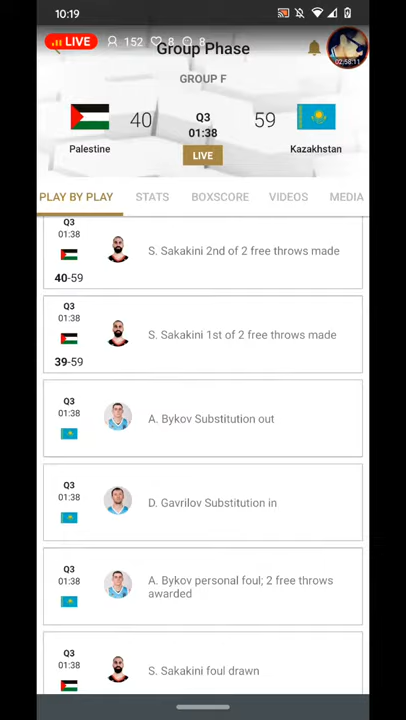 10:19
LIVE 152 8 8
Group Phase
02:58:11
GROUP F
40 Q3 59
01:38
Palestine LIVE Kazakhstan
PLAY BY PLAY STATS BOXSCORE VIDEOS MEDIA
Q3
01:38
S. Sakakini 2nd of 2 free throws made
40-59
Q3
01:38
S. Sakakini 1st of 2 free throws made
39-59
Q3
01:38
A. Bykov Substitution out
Q3
01:38
D. Gavrilov Substitution in
Q3
01:38
A. Bykov personal foul; 2 free throws
awarded
Q3
01:38
S. Sakakini foul drawn